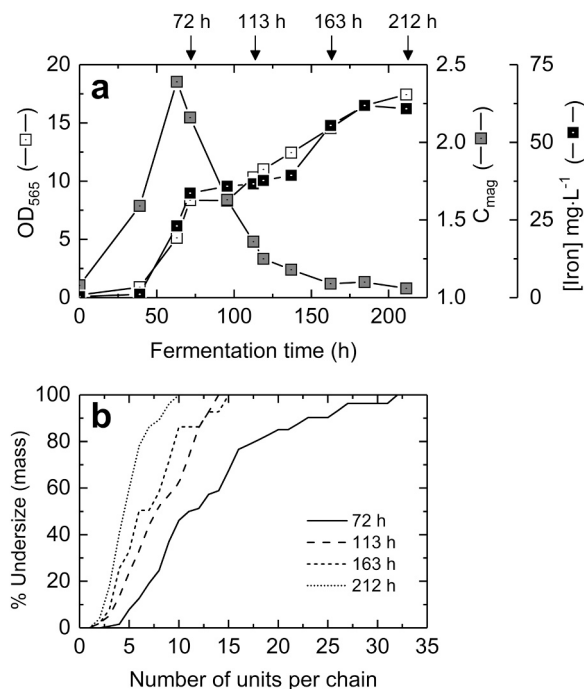 72 h 113 h 163 h 212 h
a
20
15
10
5
0
OD565 (—□—)
2.5
2.0
1.5
1.0
Cmag (—■—)
75
50
25
0
[Iron] mg·L-1 (—■—)
0 50 100 150 200
Fermentation time (h)
b
100
80
60
40
20
0
% Undersize (mass)
72 h
113 h
163 h
212 h
0 5 10 15 20 25 30 35
Number of units per chain